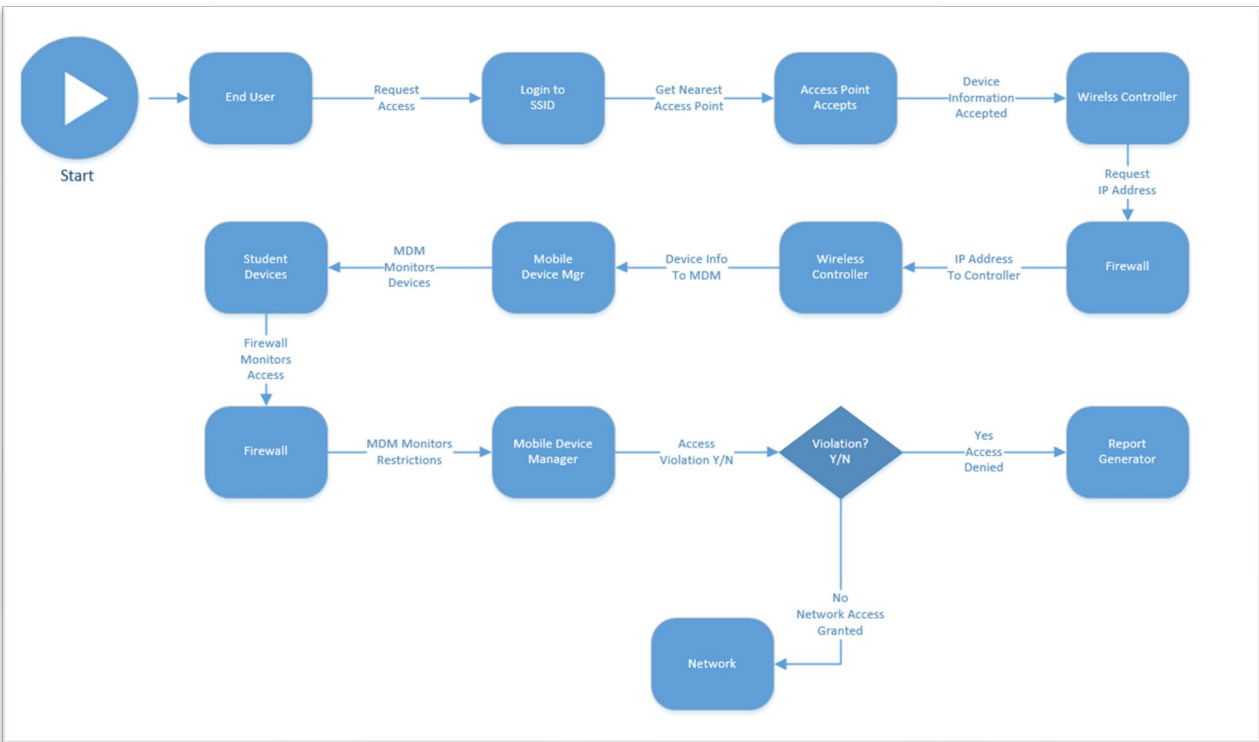 Start
End User
Request
Access
Login to
SSID
Get Nearest
Access Point
Access Point
Accepts
Device
Information
Accepted
Wirelss Controller
Request
IP Address
Firewall
IP Address
To Controller
Wireless
Controller
Device Info
To MDM
Mobile
Device Mgr
MDM
Monitors
Devices
Student
Devices
Firewall
Monitors
Access
Firewall
MDM Monitors
Restrictions
Mobile Device
Manager
Access
Violation Y/N
Violation?
Y/N
Yes
Access
Denied
Report
Generator
No
Network Access
Granted
Network